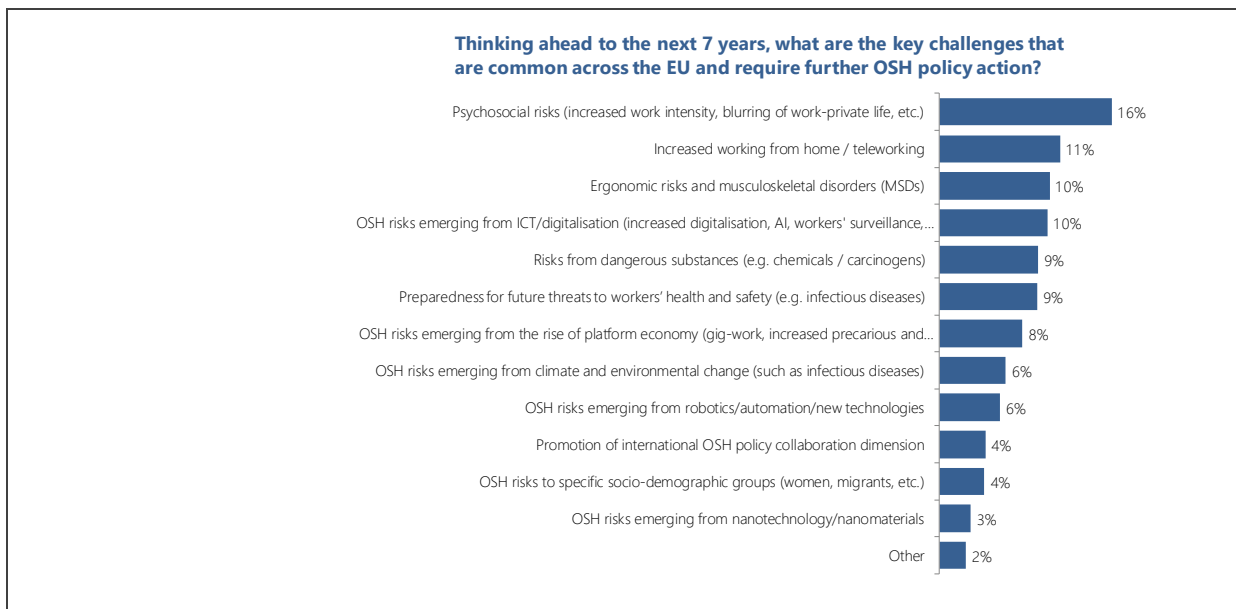 Thinking ahead to the next 7 years, what are the key challenges that
are common across the EU and require further OSH policy action?
Psychosocial risks (increased work intensity, blurring of work-private life, etc.) 16%
Increased working from home / teleworking 11%
Ergonomic risks and musculoskeletal disorders (MSDs) 10%
OSH risks emerging from ICT/digitalisation (increased digitalisation, AI, workers' surveillance,... 10%
Risks from dangerous substances (e.g. chemicals / carcinogens) 9%
Preparedness for future threats to workers’ health and safety (e.g. infectious diseases) 9%
OSH risks emerging from the rise of platform economy (gig-work, increased precarious and... 8%
OSH risks emerging from climate and environmental change (such as infectious diseases) 6%
OSH risks emerging from robotics/automation/new technologies 6%
Promotion of international OSH policy collaboration dimension 4%
OSH risks to specific socio-demographic groups (women, migrants, etc.) 4%
OSH risks emerging from nanotechnology/nanomaterials 3%
Other 2%